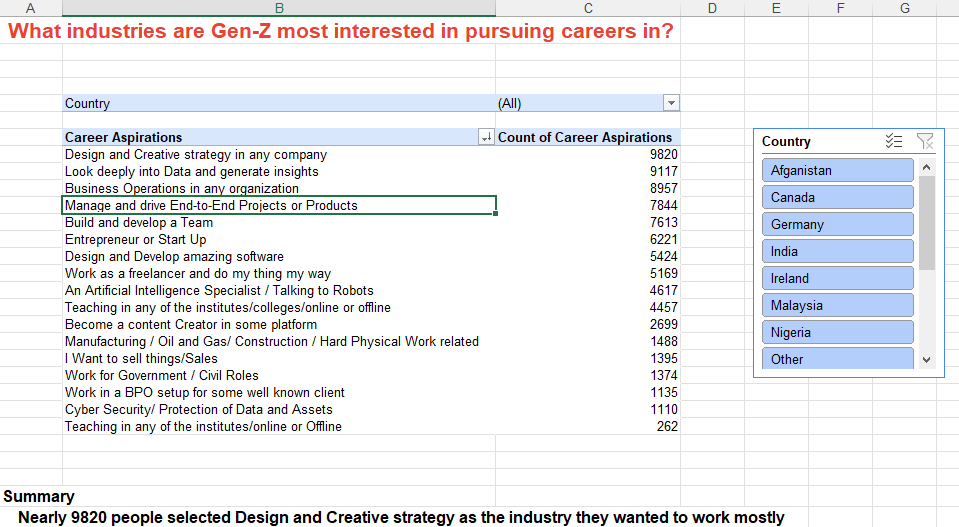 A B C D E F G
What industries are Gen-Z most interested in pursuing careers in?
Country (All)
Career Aspirations Count of Career Aspirations
Design and Creative strategy in any company 9820
Look deeply into Data and generate insights 9117
Business Operations in any organization 8957
Manage and drive End-to-End Projects or Products 7844
Build and develop a Team 7613
Entrepreneur or Start Up 6221
Design and Develop amazing software 5424
Work as a freelancer and do my thing my way 5169
An Artificial Intelligence Specialist / Talking to Robots 4617
Teaching in any of the institutes/colleges/online or offline 4457
Become a content Creator in some platform 2699
Manufacturing / Oil and Gas/ Construction / Hard Physical Work related 1488
I Want to sell things/Sales 1395
Work for Government / Civil Roles 1374
Work in a BPO setup for some well known client 1135
Cyber Security/ Protection of Data and Assets 1110
Teaching in any of the institutes/online or Offline 262
Country
Afganistan
Canada
Germany
India
Ireland
Malaysia
Nigeria
Other
Summary
Nearly 9820 people selected Design and Creative strategy as the industry they wanted to work mostly